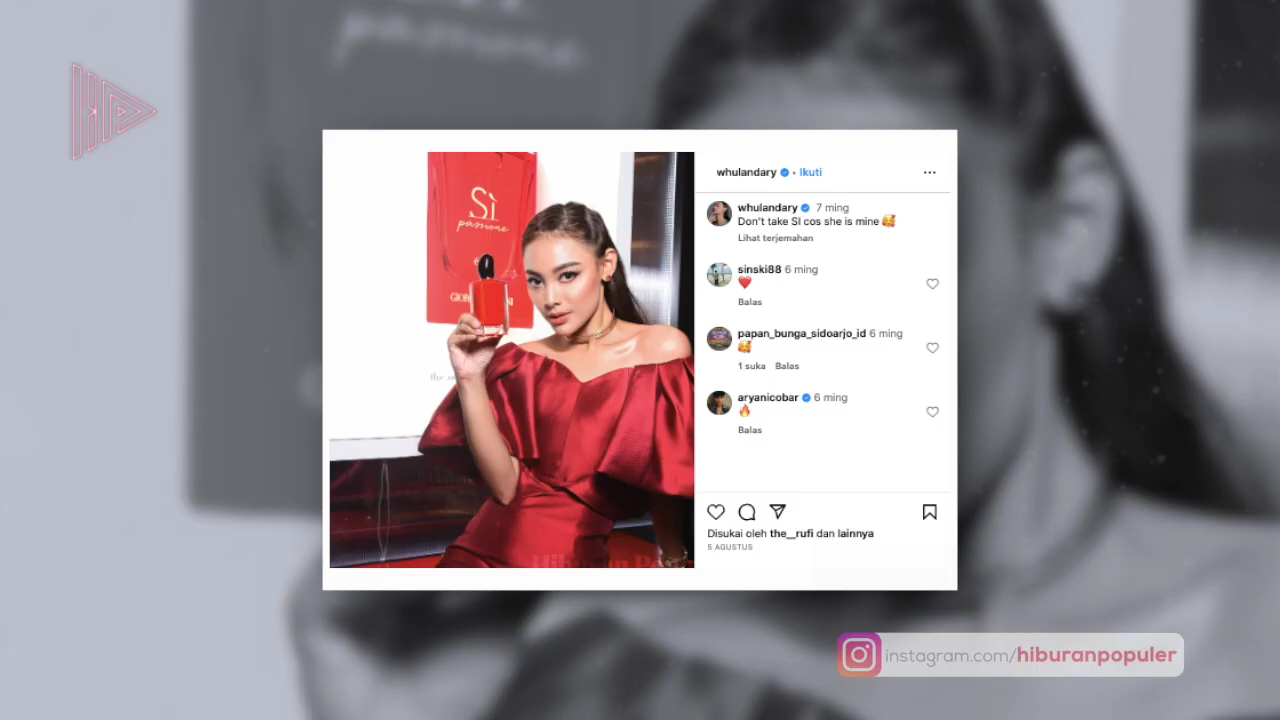 passione
Sì
passione
whulandary • Ikuti
whulandary 7 ming
Don't take SI cos she is mine 🥰
Lihat terjemahan
sinski88 6 ming
❤️
Balas
papan_bunga_sidoarjo_id 6 ming
🥰
1 suka Balas
aryanicobar 6 ming
🔥
Balas
Disukai oleh the__rufi dan lainnya
5 AGUSTUS
instagram.com/hiburanpopuler